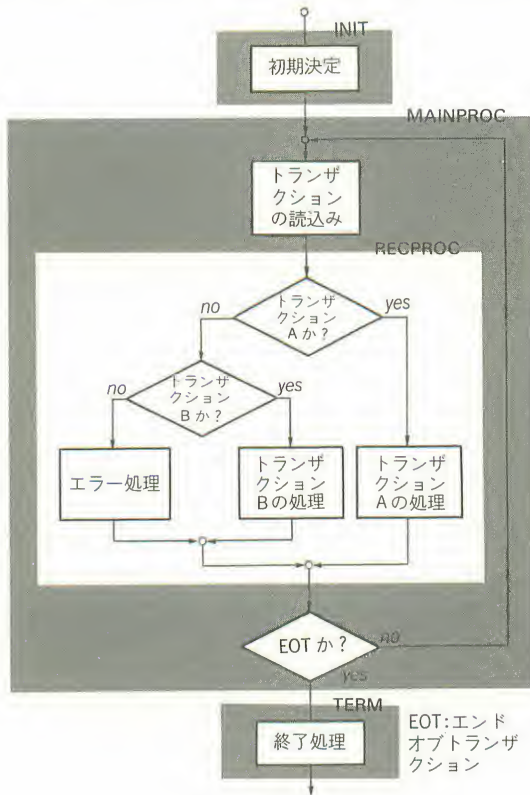 INIT
初期決定
MAINPROC
トランザ
クション
の読込み
RECPROC
トランザ
クション
Aか？
no
yes
トランザ
クション
Bか？
no
yes
エラー処理
トランザ
クション
Bの処理
トランザ
クション
Aの処理
EOTか？
no
yes
TERM
終了処理
EOT:エンド
オブトランザ
クション